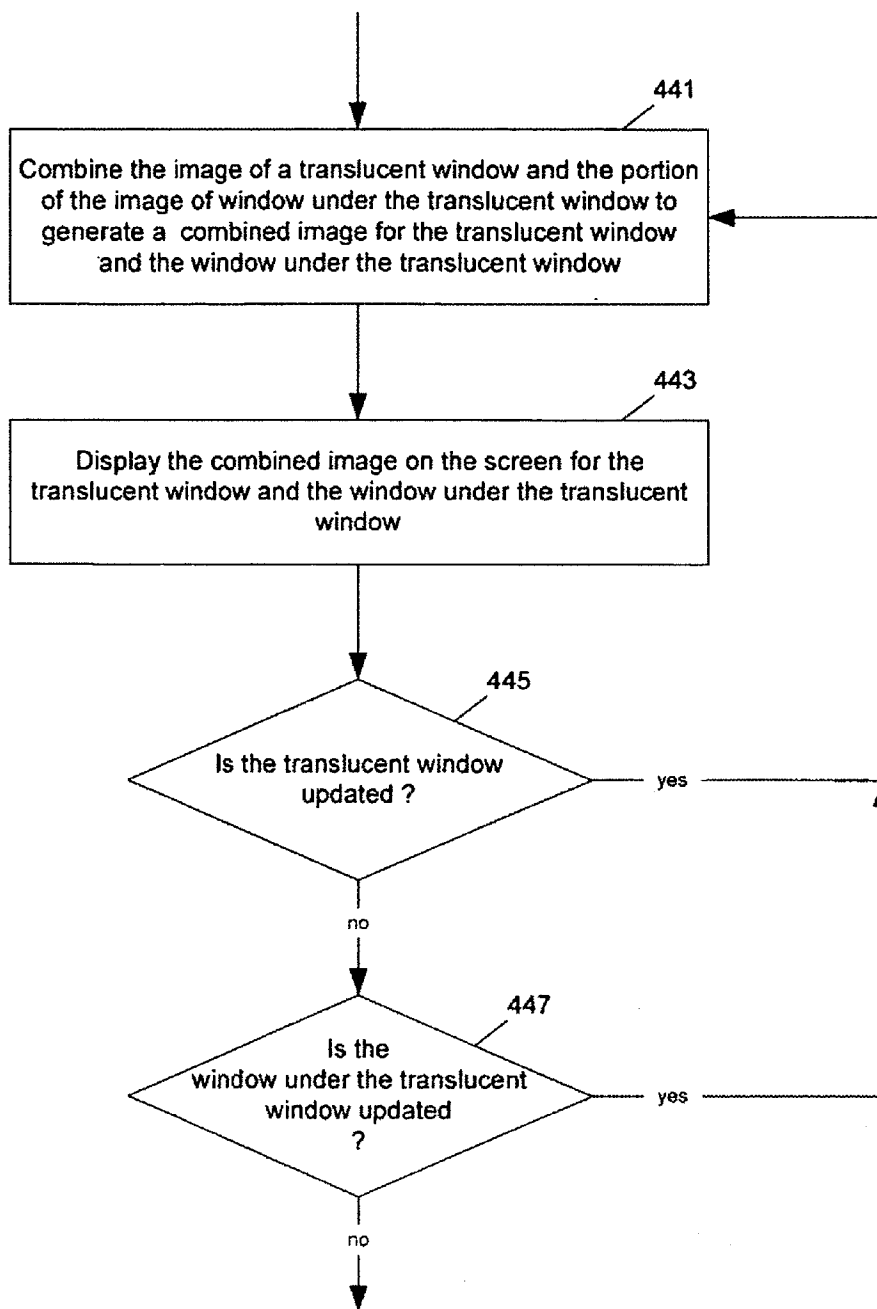 441
Combine the image of a translucent window and the portion
of the image of window under the translucent window to
generate a combined image for the translucent window
and the window under the translucent window
443
Display the combined image on the screen for the
translucent window and the window under the translucent
window
445
Is the translucent window
updated ?
yes
no
447
Is the
window under the translucent
window updated
?
yes
no